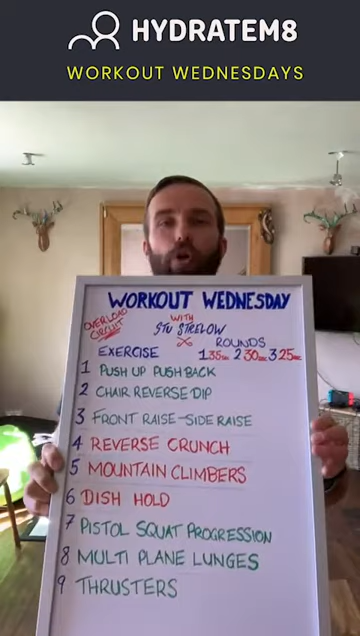 HYDRATEM8
WORKOUT WEDNESDAYS
WORKOUT WEDNESDAY
OVERLOAD CIRCUIT
WITH
STU STRELOW
ROUNDS
EXERCISE 1 35sec 2 30sec 3 25sec
1 PUSH UP PUSH BACK
2 CHAIR REVERSE DIP
3 FRONT RAISE-SIDE RAISE
4 REVERSE CRUNCH
5 MOUNTAIN CLIMBERS
6 DISH HOLD
7 PISTOL SQUAT PROGRESSION
8 MULTI PLANE LUNGES
9 THRUSTERS